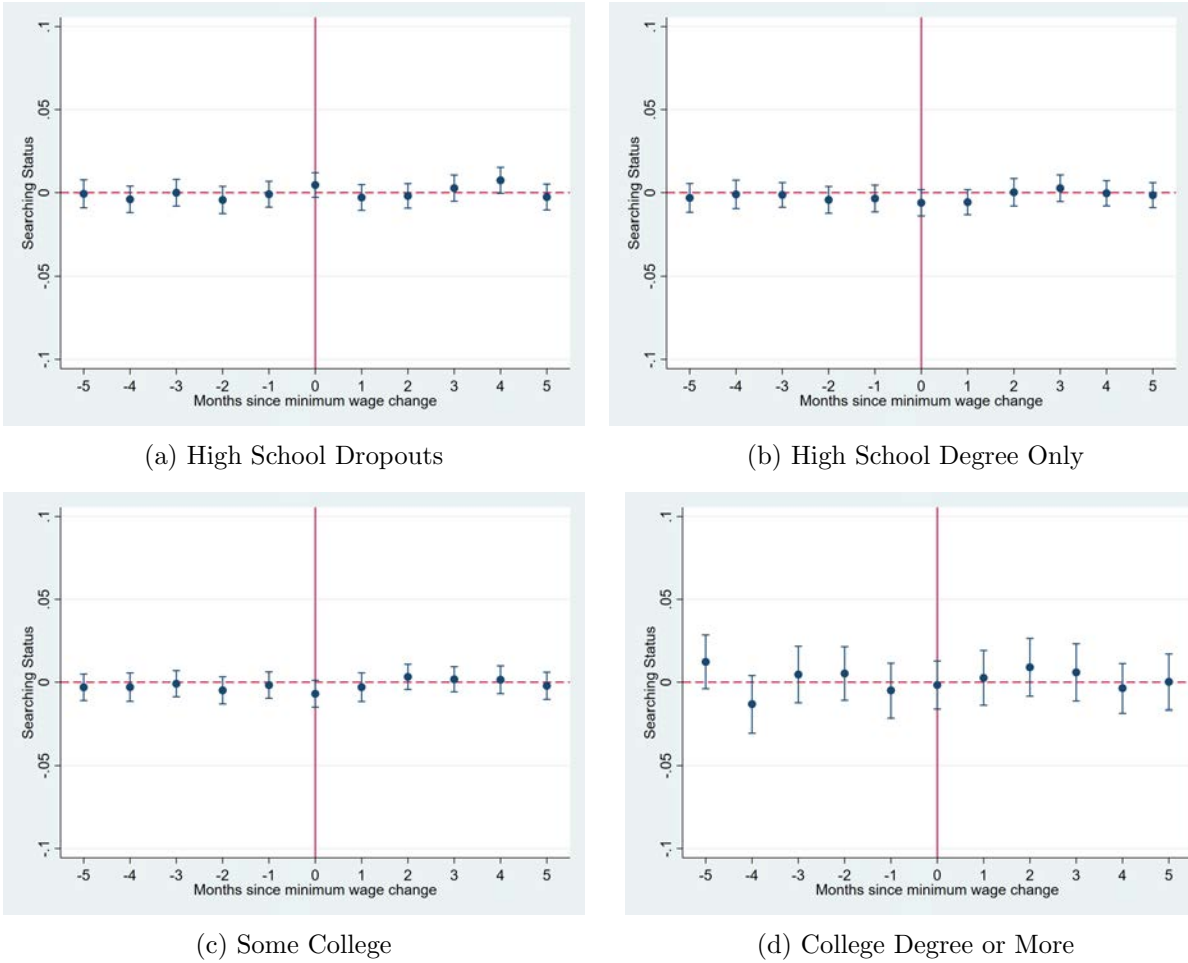 .1
.05
0
-.05
-.1
Searching Status
-5 -4 -3 -2 -1 0 1 2 3 4 5
Months since minimum wage change
(a) High School Dropouts
.1
.05
0
-.05
-.1
Searching Status
-5 -4 -3 -2 -1 0 1 2 3 4 5
Months since minimum wage change
(b) High School Degree Only
.1
.05
0
-.05
-.1
Searching Status
-5 -4 -3 -2 -1 0 1 2 3 4 5
Months since minimum wage change
(c) Some College
.1
.05
0
-.05
-.1
Searching Status
-5 -4 -3 -2 -1 0 1 2 3 4 5
Months since minimum wage change
(d) College Degree or More